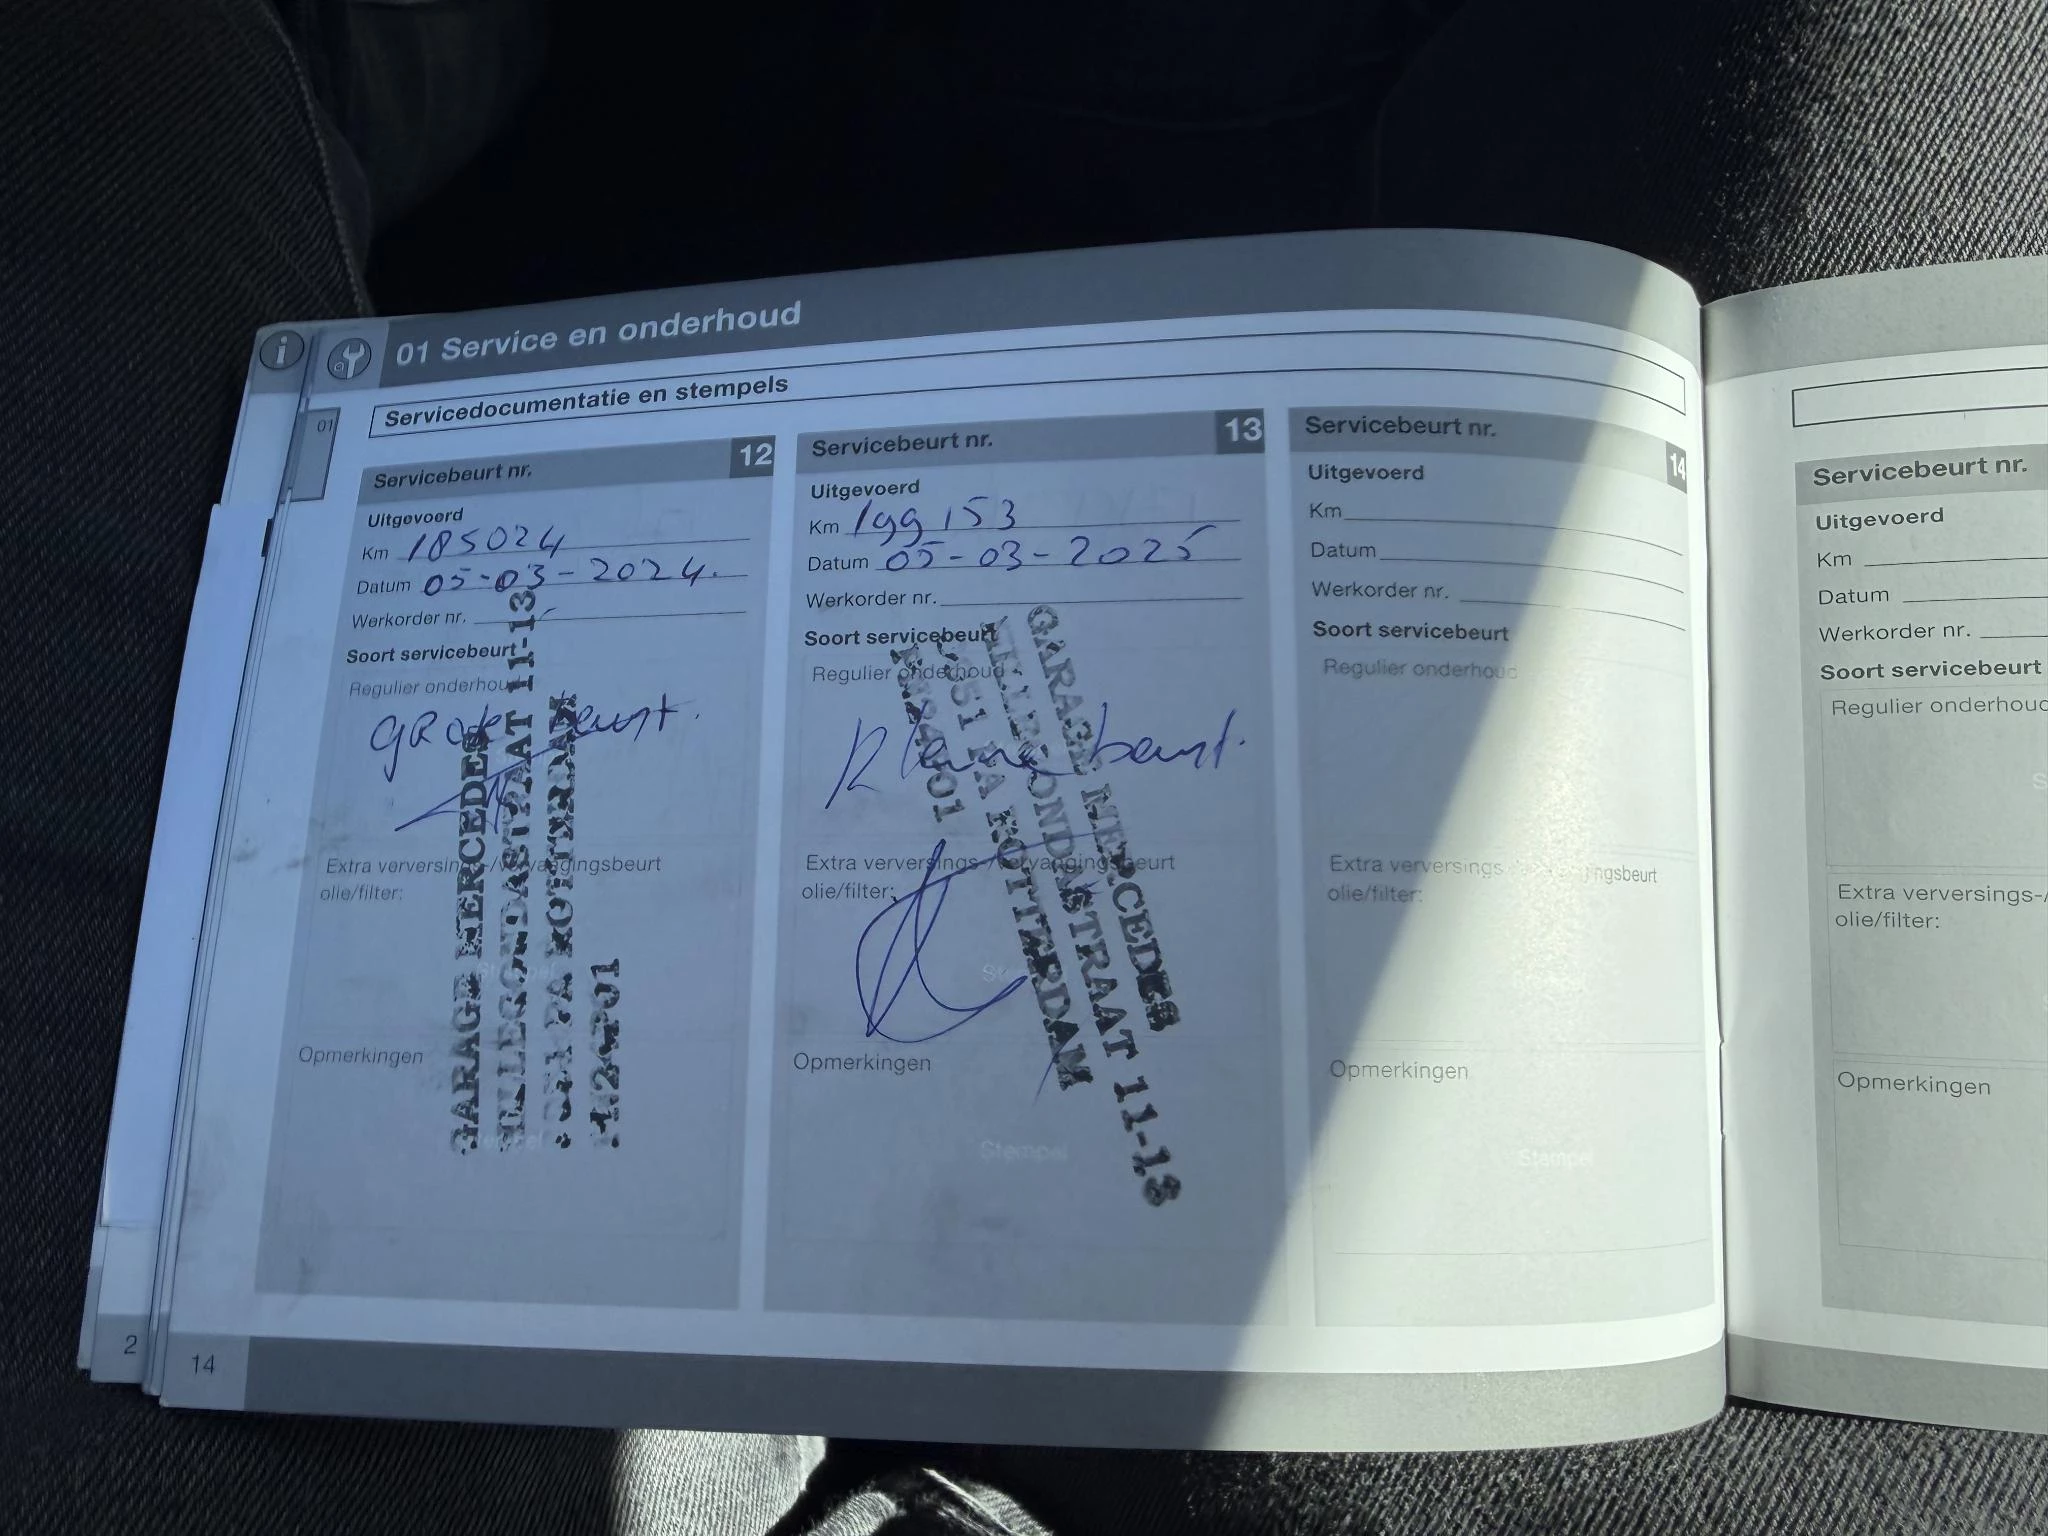 01 Service en onderhoud
Servicedocumentatie en stempels
01
Servicebeurt nr. 12
Uitgevoerd
Km 185024
Datum 05-03-2024.
Werkorder nr.
Soort servicebeurt
Regulier onderhoud
grote beurt.
Extra verversings-/vervangingsbeurt
olie/filter:
Stempel
Opmerkingen
Stempel
GARAGE MERCEDES
11-13
PA ROTTERDAM
Servicebeurt nr. 13
Uitgevoerd
Km 199153
Datum 05-03-2025
Werkorder nr.
Soort servicebeurt
Regulier onderhoud
Kleine beurt.
Extra verversings-/vervangingsbeurt
olie/filter:
Opmerkingen
Stempel
GARAGE MERCEDES
11-13
ROTTERDAM
Servicebeurt nr. 14
Uitgevoerd
Km
Datum
Werkorder nr.
Soort servicebeurt
Regulier onderhoud
Extra verversings
ngsbeurt
olie/filter:
Opmerkingen
Stempel
2
14
Servicebeurt nr.
Uitgevoerd
Km
Datum
Werkorder nr.
Soort servicebeurt
Regulier onderhoud
Extra verversings-/
olie/filter:
Opmerkingen